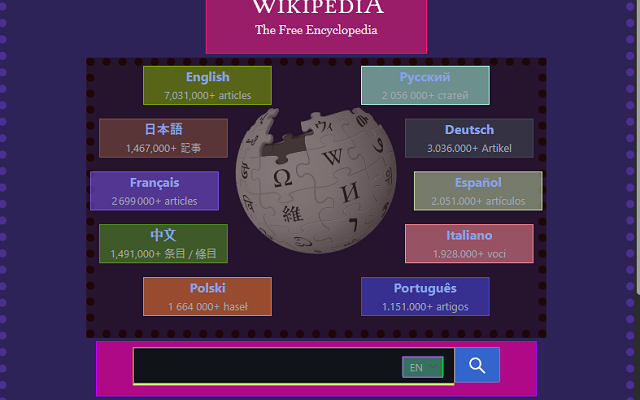 WIKIPEDIA
The Free Encyclopedia
English
7,031,000+ articles
Русский
2 056 000+ статей
日本語
1,467,000+ 記事
Deutsch
3.036.000+ Artikel
Français
2 699 000+ articles
Español
2.051.000+ artículos
中文
1,491,000+ 条目 / 條目
Italiano
1.928.000+ voci
Polski
1 664 000+ haseł
Português
1.151.000+ artigos
Ω
W
И
維
7
EN